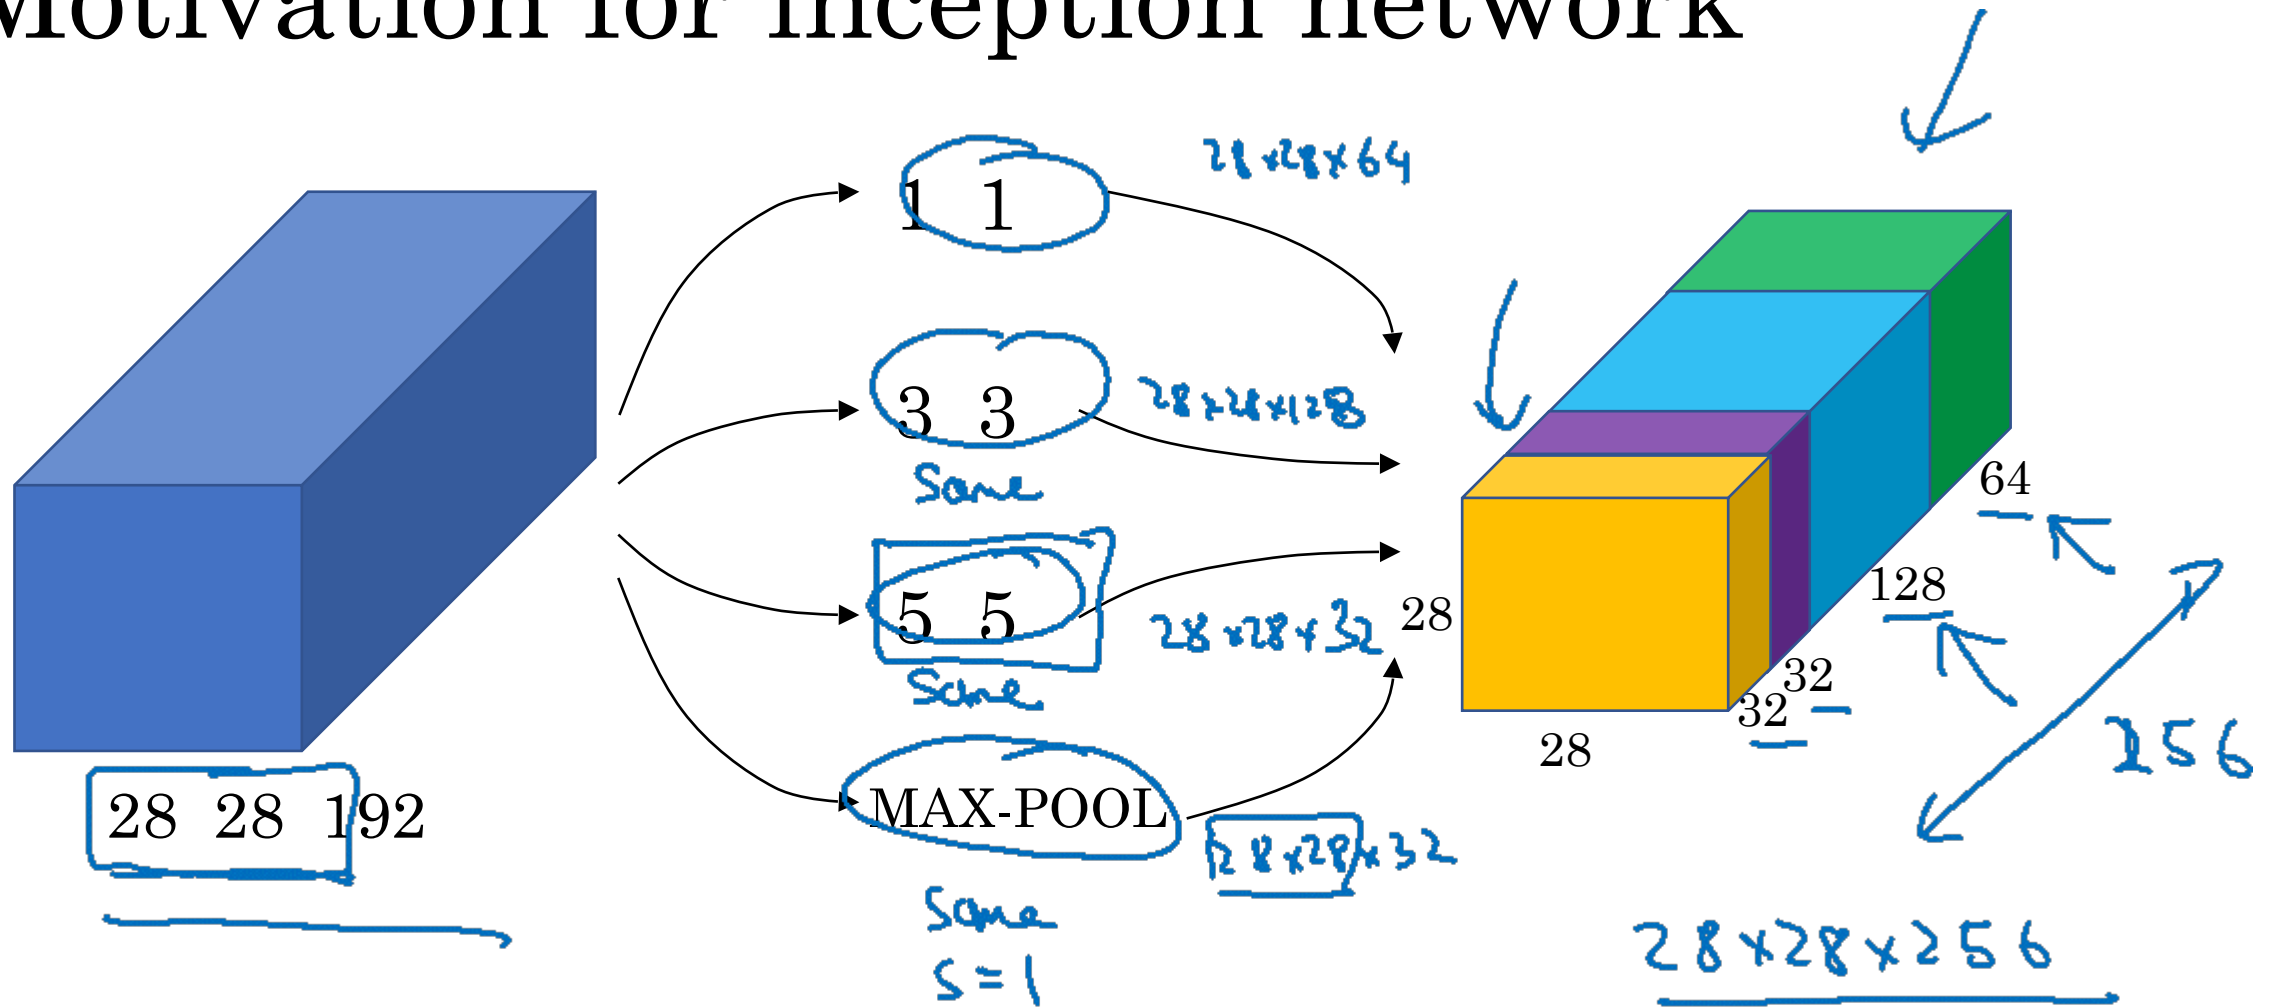 Motivation for inception network
1 1
28×28×64
3 3
Same
28×28×128
5 5
Same
28×28×32
MAX-POOL
28×28×32
Same
s=1
28 28 192
28
28
32
32
128
64
256
28×28×256